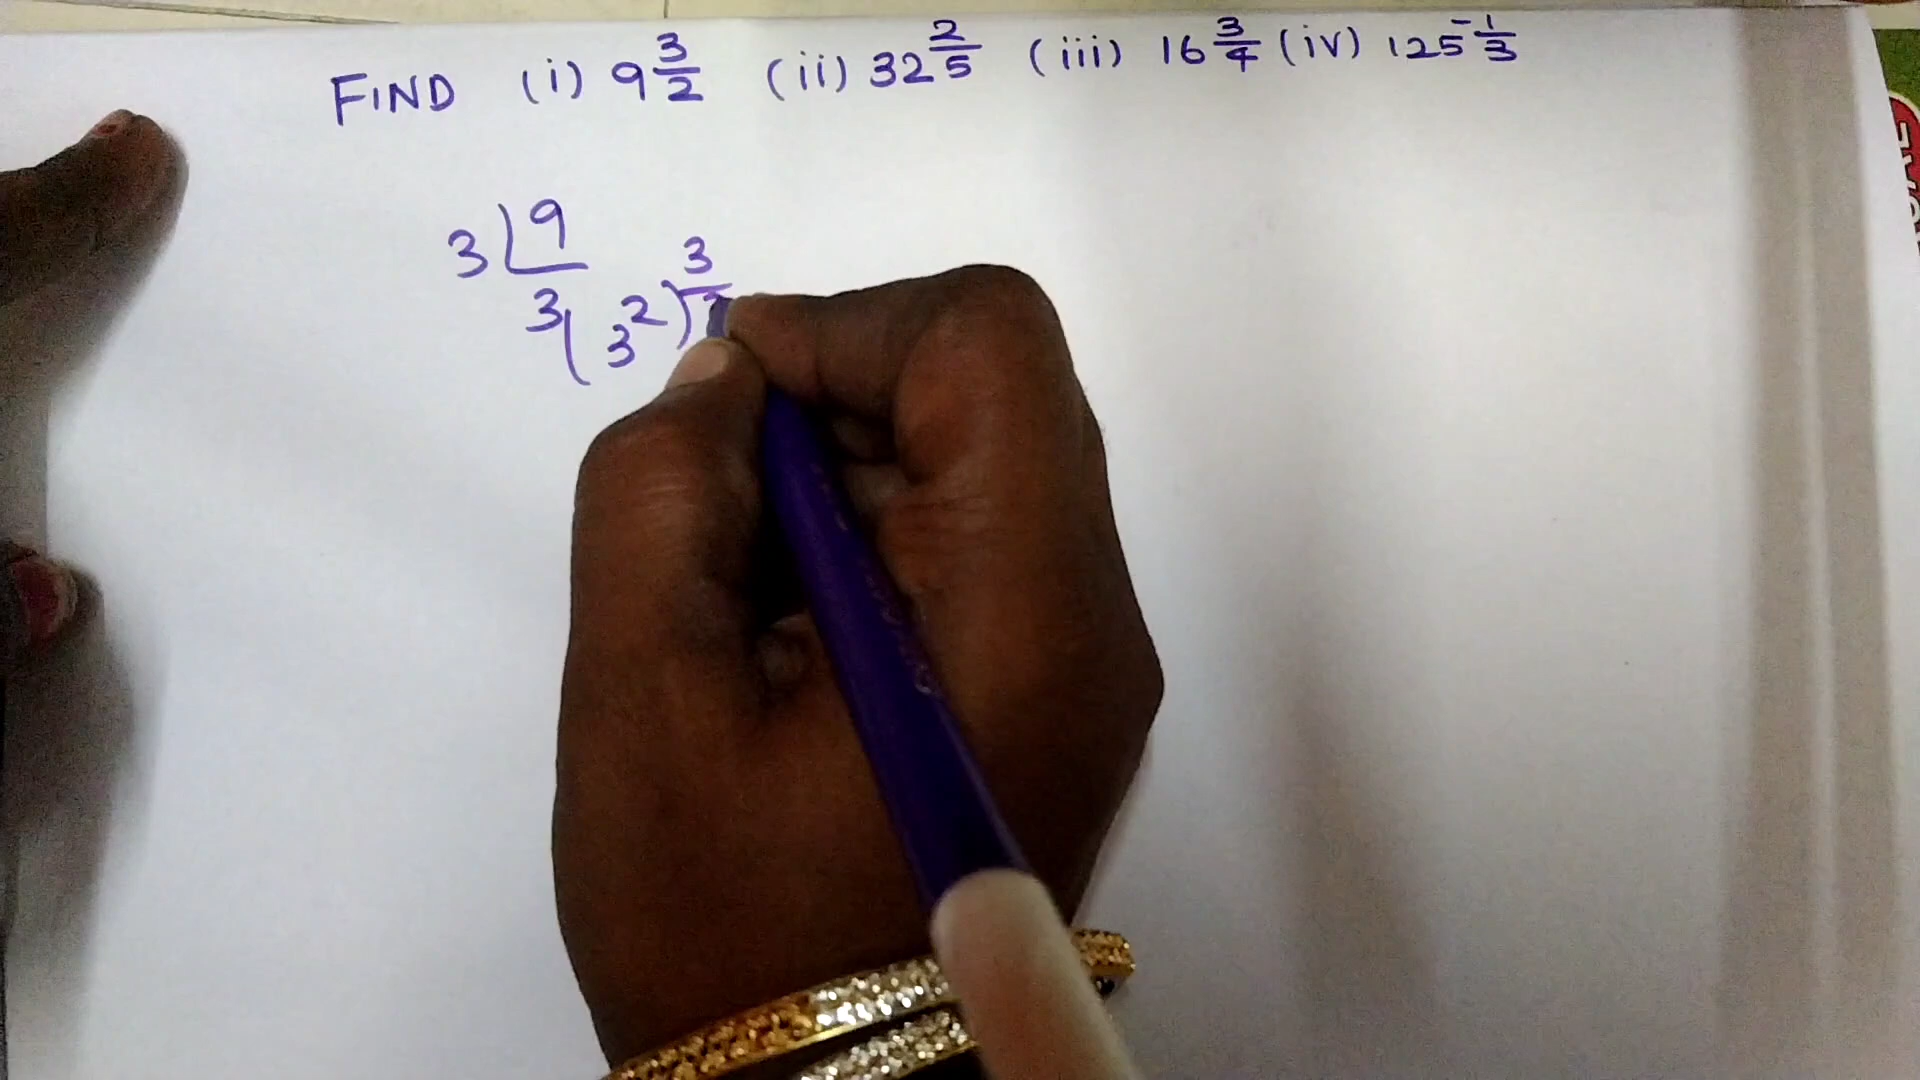 FIND (i) 9^3/2 (ii) 32^2/5 (iii) 16^3/4 (iv) 125^-1/3
3 9
3 (3^2)^3/